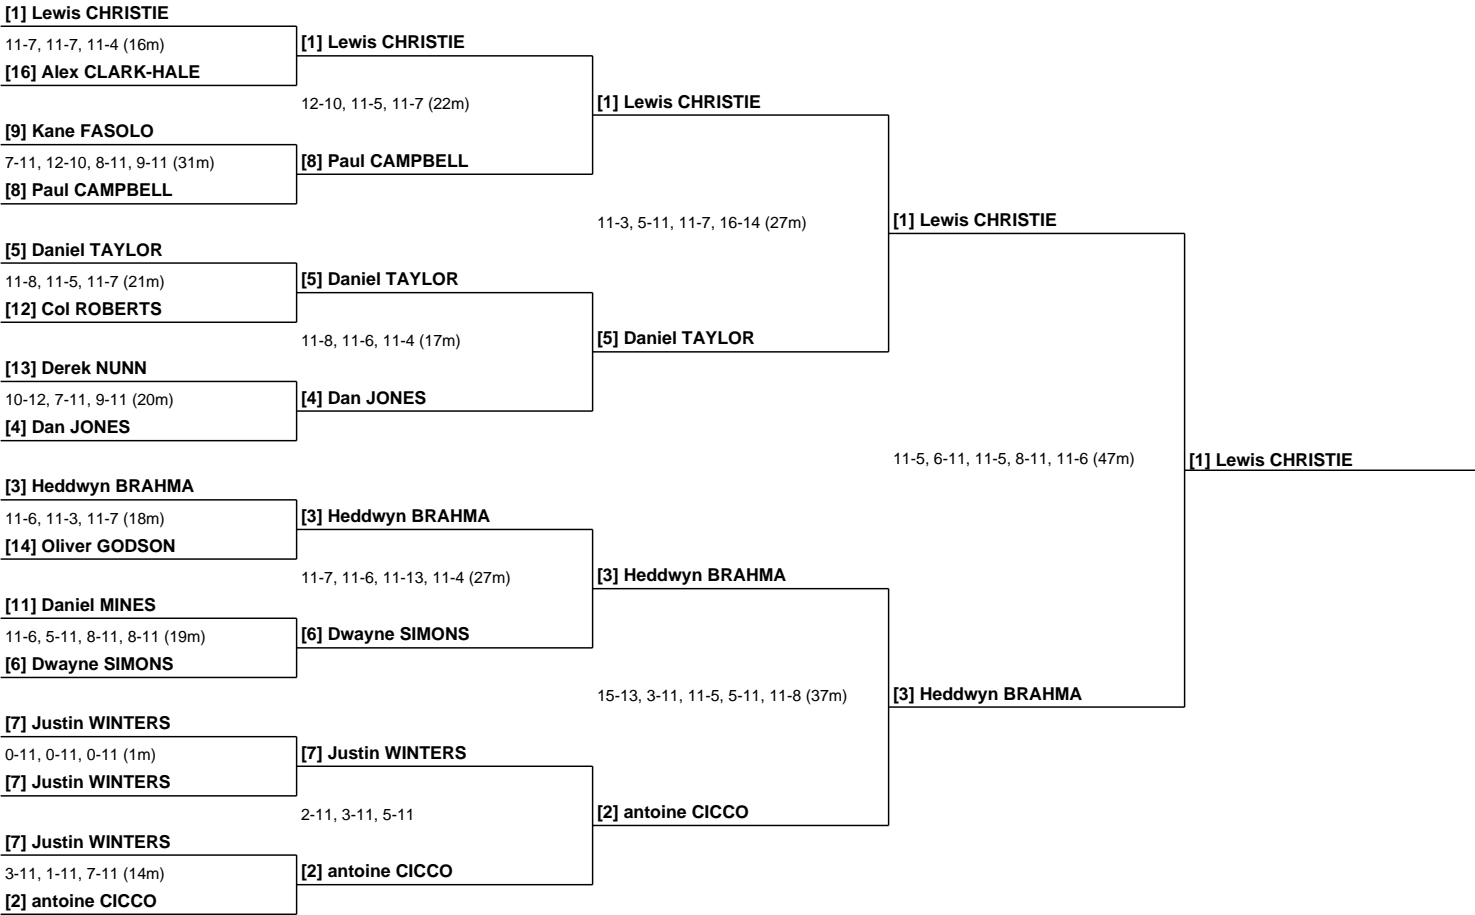 [1] Lewis CHRISTIE
11-7, 11-7, 11-4 (16m)
[16] Alex CLARK-HALE
[9] Kane FASOLO
7-11, 12-10, 8-11, 9-11 (31m)
[8] Paul CAMPBELL
[5] Daniel TAYLOR
11-8, 11-5, 11-7 (21m)
[12] Col ROBERTS
[13] Derek NUNN
10-12, 7-11, 9-11 (20m)
[4] Dan JONES
[3] Heddwyn BRAHMA
11-6, 11-3, 11-7 (18m)
[14] Oliver GODSON
[11] Daniel MINES
11-6, 5-11, 8-11, 8-11 (19m)
[6] Dwayne SIMONS
[7] Justin WINTERS
0-11, 0-11, 0-11 (1m)
[7] Justin WINTERS
[7] Justin WINTERS
3-11, 1-11, 7-11 (14m)
[2] antoine CICCO
[1] Lewis CHRISTIE
12-10, 11-5, 11-7 (22m)
[8] Paul CAMPBELL
[5] Daniel TAYLOR
11-8, 11-6, 11-4 (17m)
[4] Dan JONES
[3] Heddwyn BRAHMA
11-7, 11-6, 11-13, 11-4 (27m)
[6] Dwayne SIMONS
[7] Justin WINTERS
2-11, 3-11, 5-11
[2] antoine CICCO
[1] Lewis CHRISTIE
11-3, 5-11, 11-7, 16-14 (27m)
[5] Daniel TAYLOR
[3] Heddwyn BRAHMA
15-13, 3-11, 11-5, 5-11, 11-8 (37m)
[2] antoine CICCO
[1] Lewis CHRISTIE
11-5, 6-11, 11-5, 8-11, 11-6 (47m)
[3] Heddwyn BRAHMA
[1] Lewis CHRISTIE